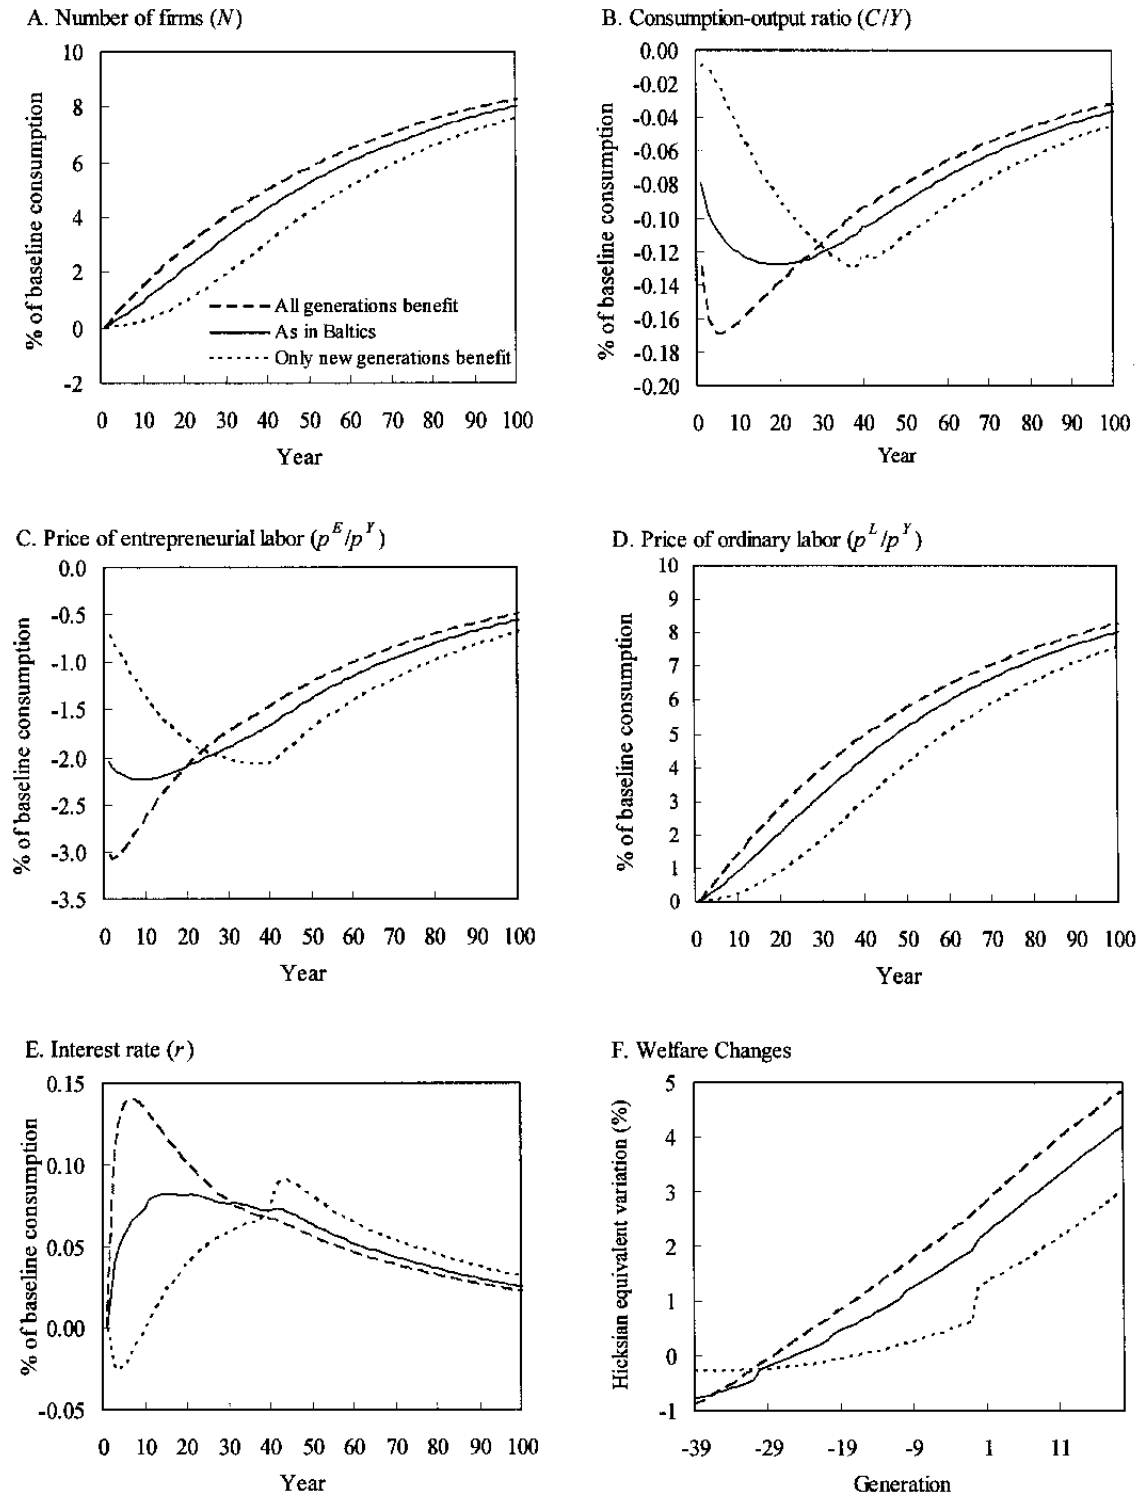 A. Number of firms (N)
% of baseline consumption
10
8
6
4
2
0
-2
All generations benefit
As in Baltics
Only new generations benefit
0 10 20 30 40 50 60 70 80 90 100
Year
B. Consumption-output ratio (C/Y)
% of baseline consumption
0.00
-0.02
-0.04
-0.06
-0.08
-0.10
-0.12
-0.14
-0.16
-0.18
-0.20
0 10 20 30 40 50 60 70 80 90 100
Year
C. Price of entrepreneurial labor (p^E/p^Y)
% of baseline consumption
0.0
-0.5
-1.0
-1.5
-2.0
-2.5
-3.0
-3.5
0 10 20 30 40 50 60 70 80 90 100
Year
D. Price of ordinary labor (p^L/p^Y)
% of baseline consumption
10
9
8
7
6
5
4
3
2
1
0
0 10 20 30 40 50 60 70 80 90 100
Year
E. Interest rate (r)
% of baseline consumption
0.15
0.10
0.05
0.00
-0.05
0 10 20 30 40 50 60 70 80 90 100
Year
F. Welfare Changes
Hicksian equivalent variation (%)
5
4
3
2
1
0
-1
-39 -29 -19 -9 1 11
Generation